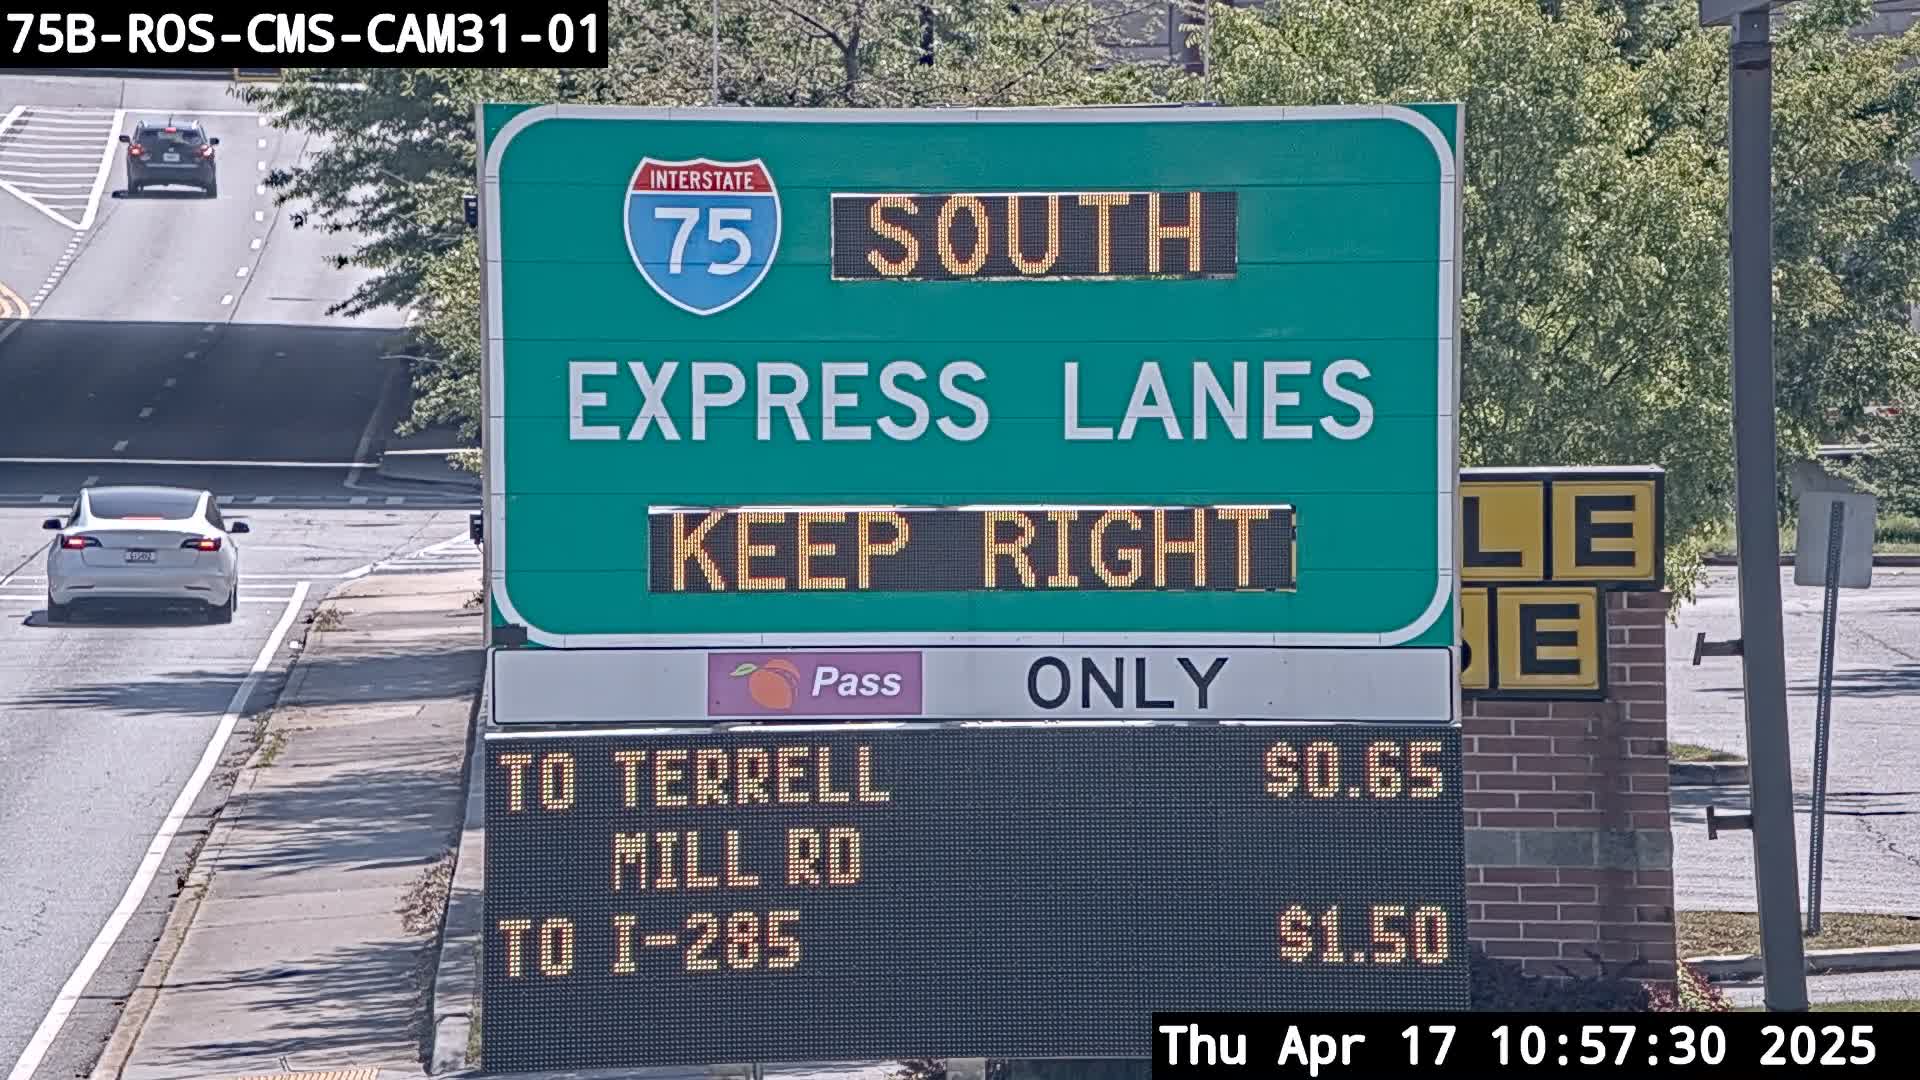 75B-ROS-CMS-CAM31-01
INTERSTATE
75
SOUTH
EXPRESS LANES
KEEP RIGHT
Pass ONLY
TO TERRELL $0.65
MILL RD
TO I-285 $1.50
LE
E
Thu Apr 17 10:57:30 2025